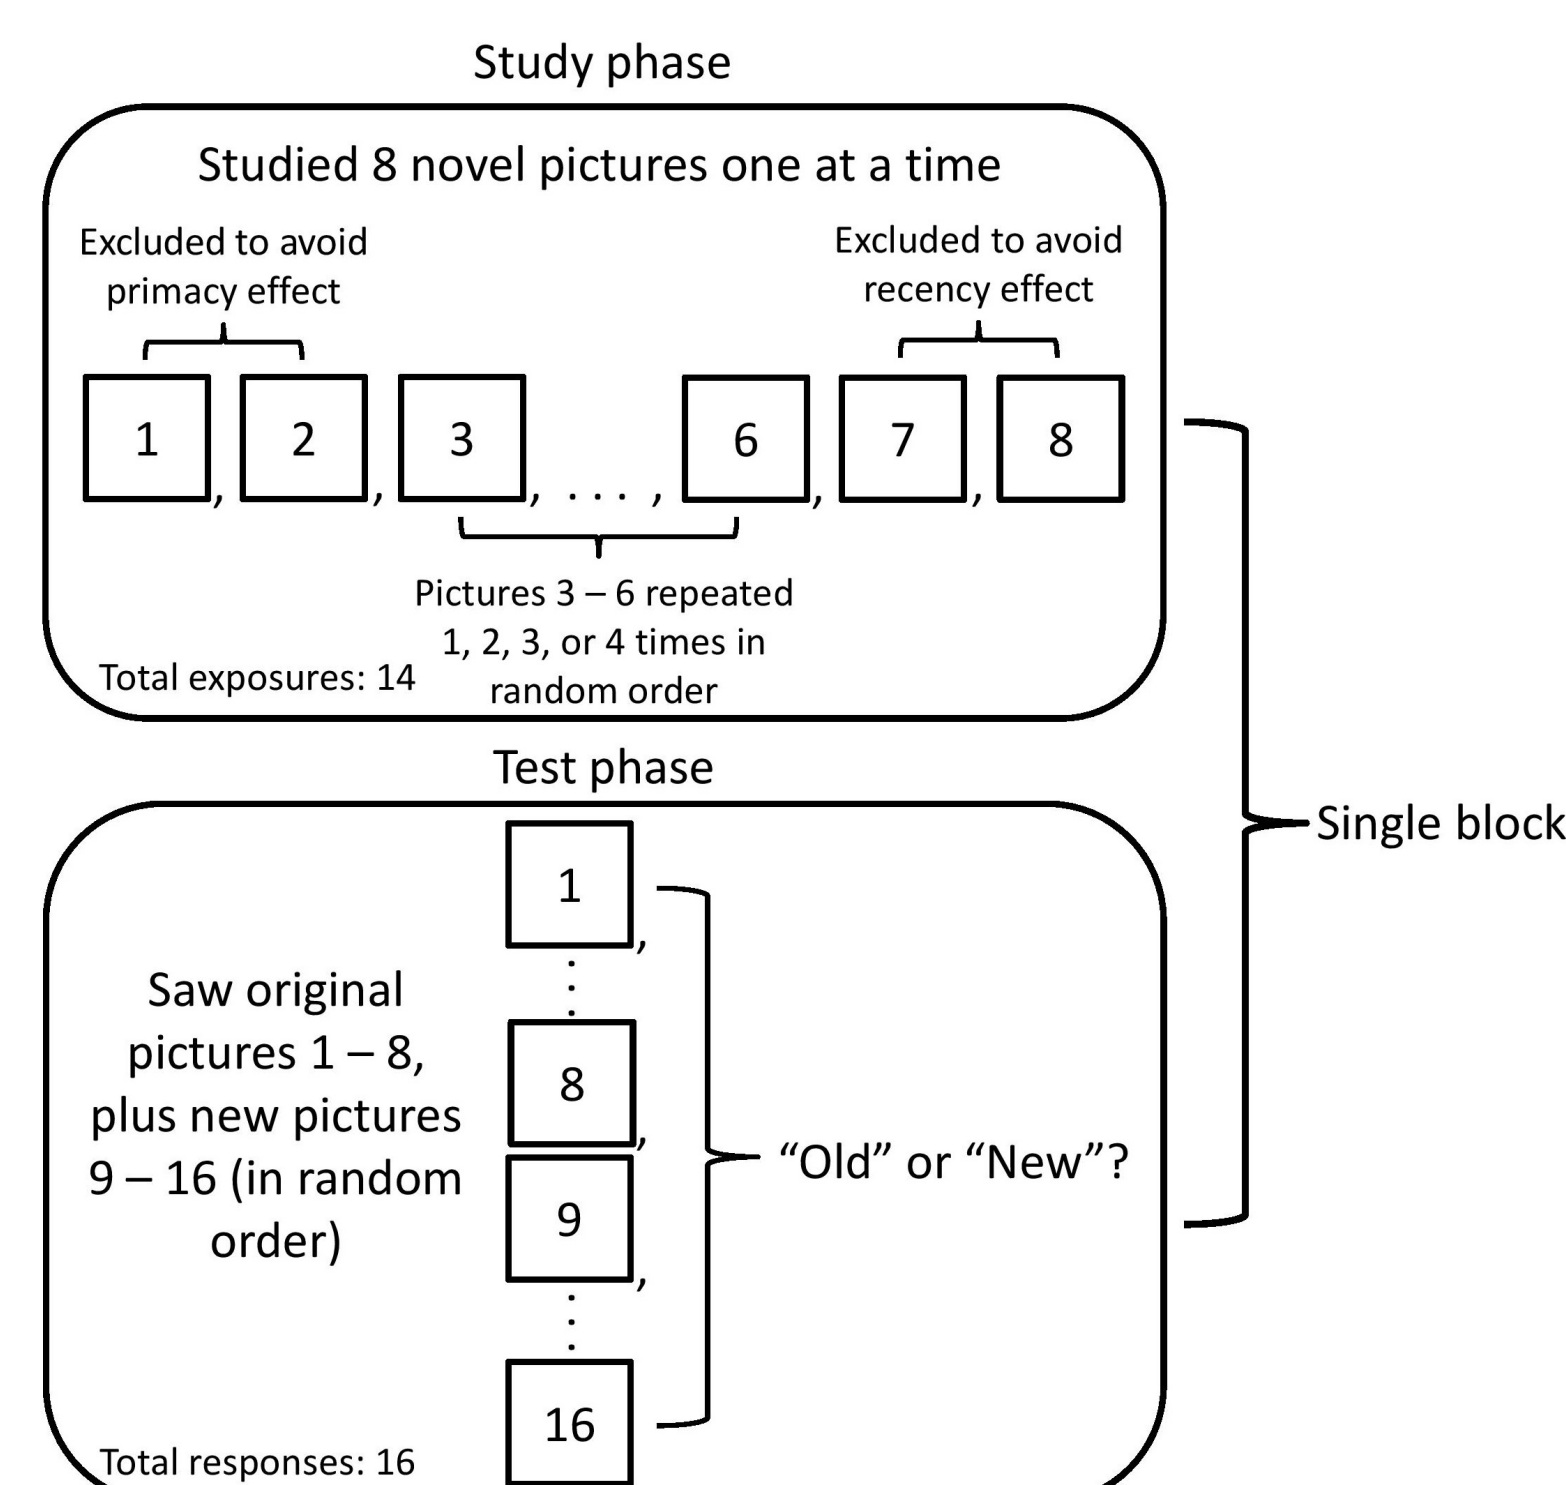 Study phase
Studied 8 novel pictures one at a time
Excluded to avoid
primacy effect
Excluded to avoid
recency effect
1, 2, 3, . . . , 6, 7, 8
Pictures 3 – 6 repeated
1, 2, 3, or 4 times in
random order
Total exposures: 14
Test phase
Single block
1,
Saw original
pictures 1 – 8,
plus new pictures
9 – 16 (in random
order)
8,
9,
16
“Old” or “New”?
Total responses: 16